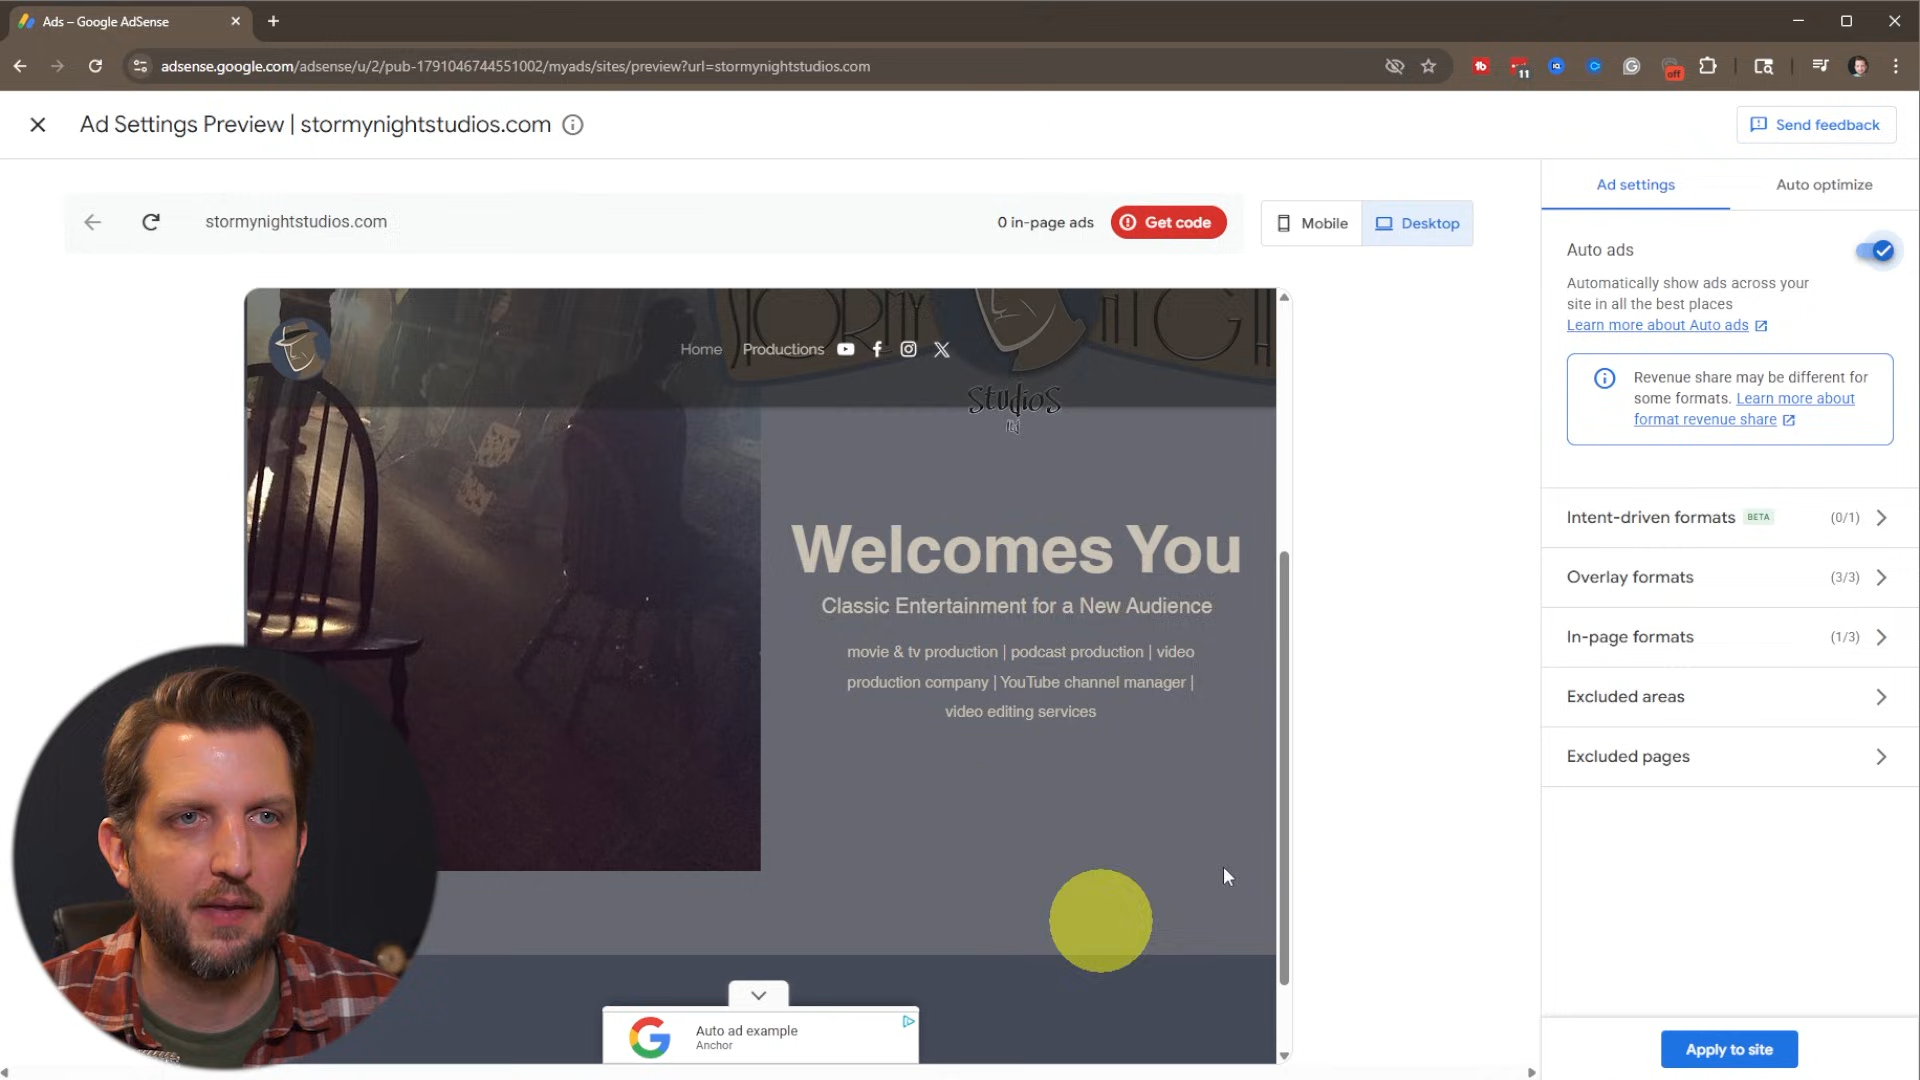 Ads – Google AdSense
adsense.google.com/adsense/u/2/pub-1791046744551002/myads/sites/preview?url=stormynightstudios.com
11
off
Ad Settings Preview | stormynightstudios.com
Send feedback
Ad settings
Auto optimize
stormynightstudios.com
0 in-page ads
Get code
Mobile
Desktop
Auto ads
Automatically show ads across your
site in all the best places
Learn more about Auto ads
Revenue share may be different for
some formats. Learn more about
format revenue share
STORMY NIGHT
Home
Productions
Studios
ltd
Welcomes You
Classic Entertainment for a New Audience
movie & tv production | podcast production | video
production company | YouTube channel manager |
video editing services
Intent-driven formats BETA (0/1)
Overlay formats (3/3)
In-page formats (1/3)
Excluded areas
Excluded pages
Auto ad example
Anchor
Apply to site